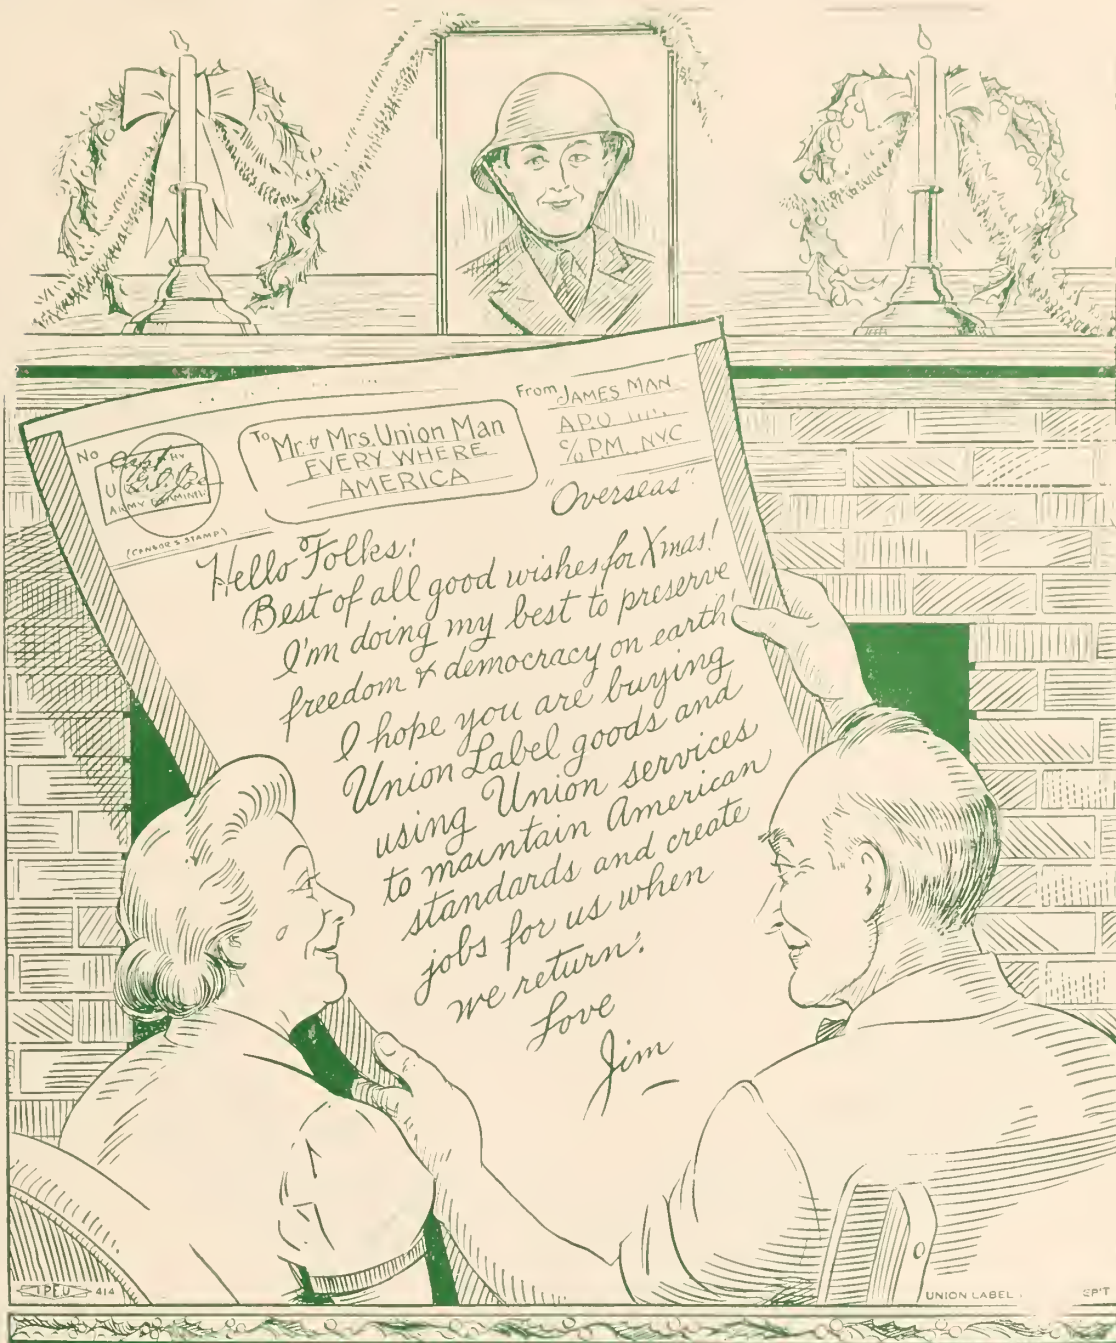 No
U
ARMY EXAMINER
(CENSOR'S STAMP)
To Mr. & Mrs. Union Man
EVERY WHERE
AMERICA
From JAMES MAN
A.P.O
C/O PM., NYC
"Overseas"
Hello Folks:
Best of all good wishes for Xmas!
I'm doing my best to preserve
freedom & democracy on earth!
I hope you are buying
Union Label goods and
using Union services
to maintain American
standards and create
jobs for us when
we return!
Love
Jim
IPEU 414
UNION LABEL
EP'T